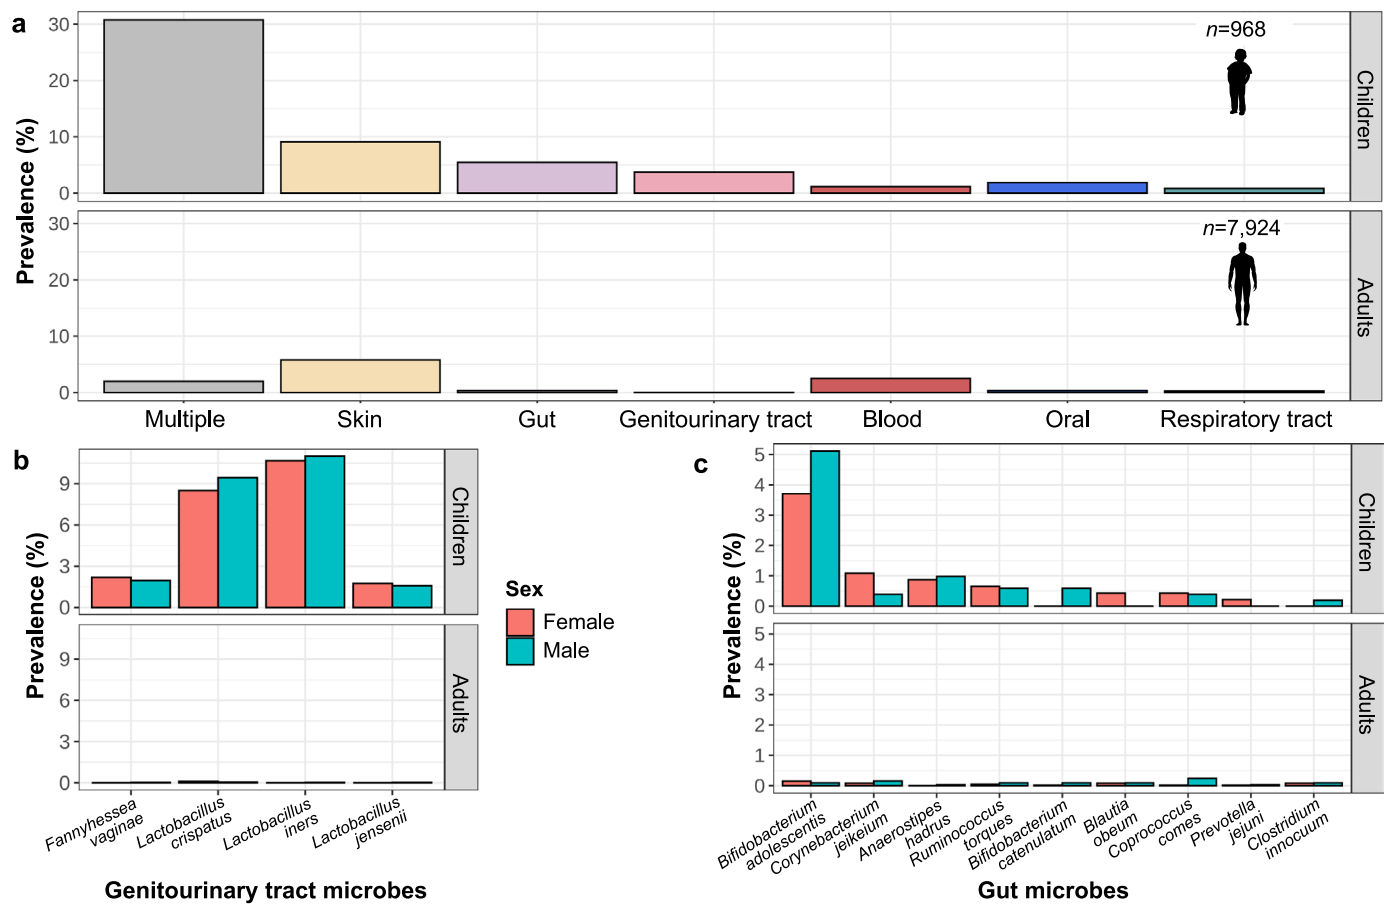 a
Prevalence (%)
30
20
10
0
n=968
Children
30
20
10
0
n=7,924
Adults
Multiple
Skin
Gut
Genitourinary tract
Blood
Oral
Respiratory tract
b
Prevalence (%)
9
6
3
0
Children
9
6
3
0
Adults
Fannyhessea
vaginae
Lactobacillus
crispatus
Lactobacillus
iners
Lactobacillus
jensenii
Genitourinary tract microbes
Sex
Female
Male
c
Prevalence (%)
5
4
3
2
1
0
Children
5
4
3
2
1
0
Adults
Bifidobacterium
adolescentis
Corynebacterium
jeikeium
Anaerostipes
hadrus
Ruminococcus
torques
Bifidobacterium
catenulatum
Blautia
obeum
Coprococcus
comes
Prevotella
jejuni
Clostridium
innocuum
Gut microbes